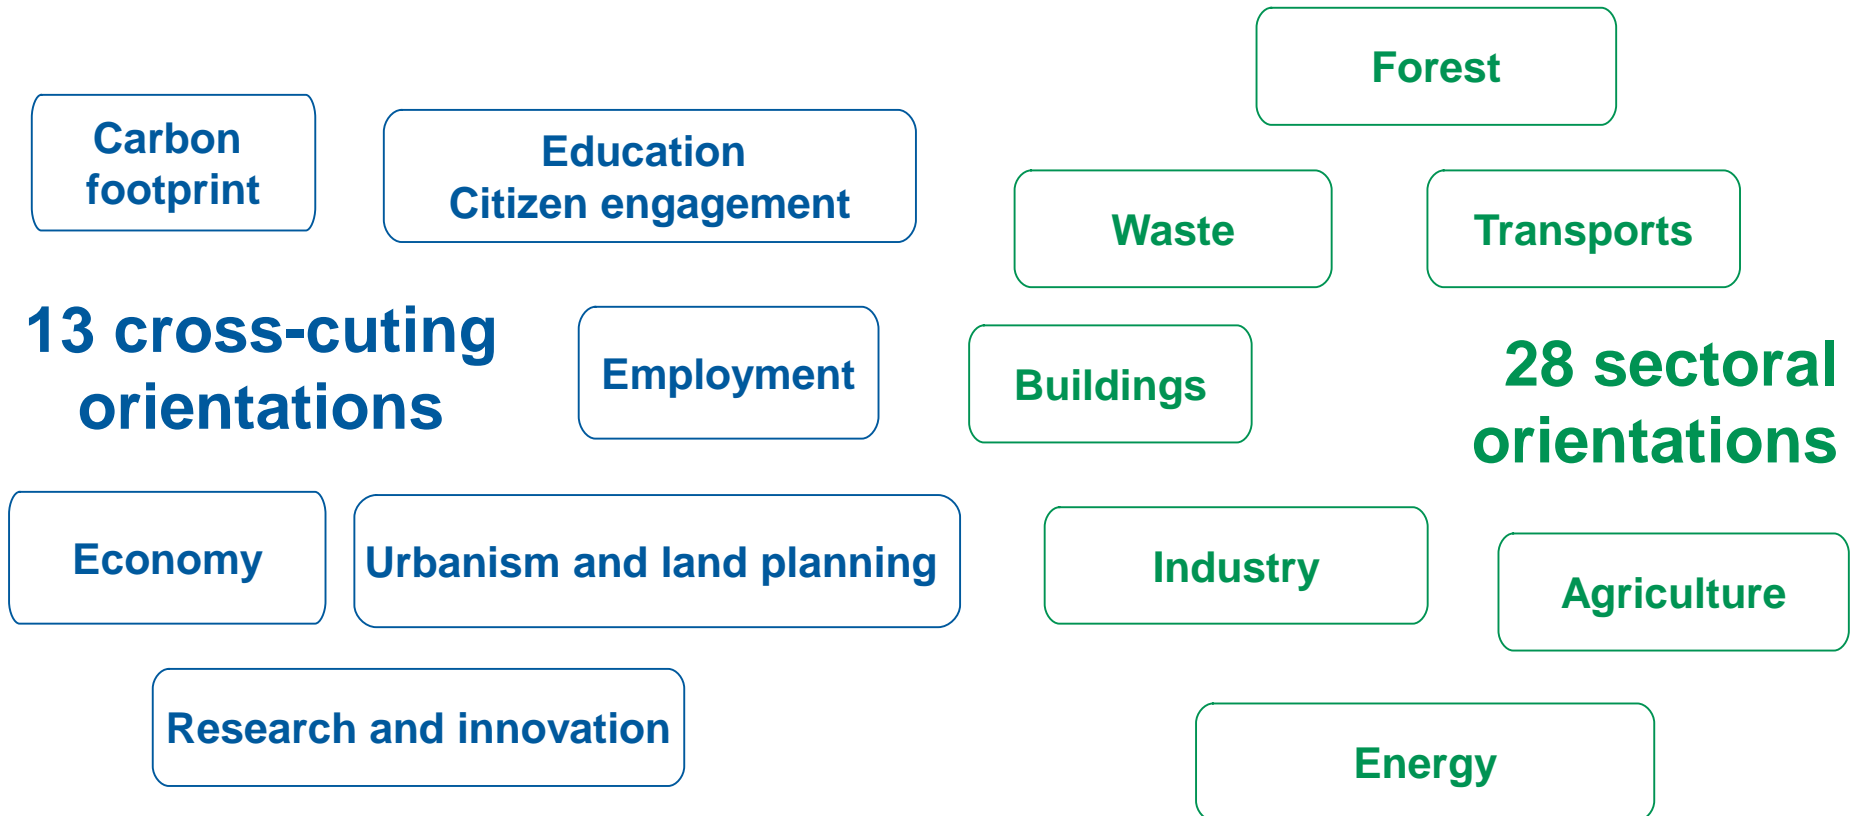 Carbon
footprint
Education
Citizen engagement
13 cross-cuting
orientations
Employment
Economy
Urbanism and land planning
Research and innovation
Forest
Waste
Transports
Buildings
28 sectoral
orientations
Industry
Agriculture
Energy